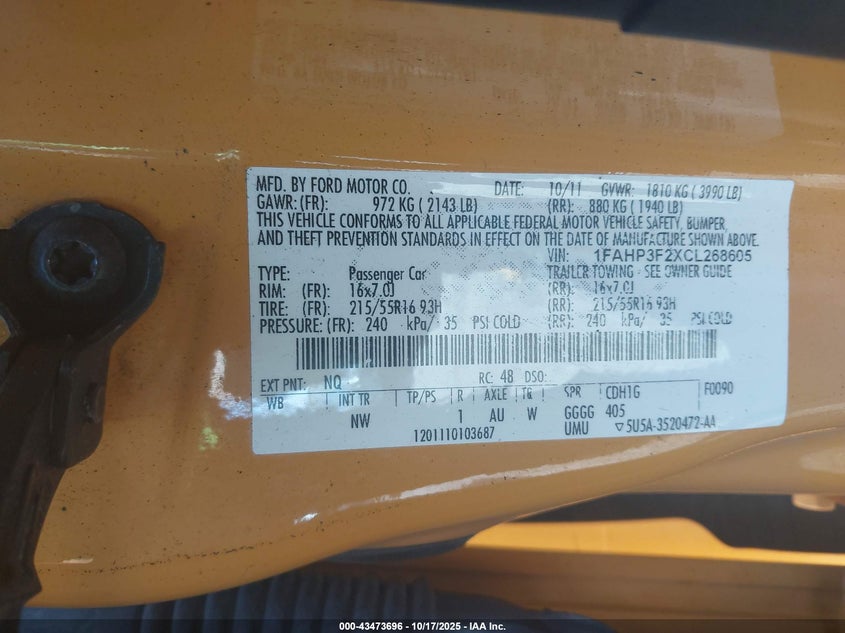 MFD. BY FORD MOTOR CO. DATE: 10/11 GVWR: 1810 KG ( 3990 LB)
GAWR: (FR): 972 KG ( 2143 LB) (RR): 880 KG ( 1940 LB)
THIS VEHICLE CONFORMS TO ALL APPLICABLE FEDERAL MOTOR VEHICLE SAFETY, BUMPER,
AND THEFT PREVENTION STANDARDS IN EFFECT ON THE DATE OF MANUFACTURE SHOWN ABOVE.
VIN: 1FAHP3F2XCL268605
TYPE: Passenger Car TRAILER TOWING - SEE OWNER GUIDE
RIM: (FR): 16x7.0J (RR): 16x7.0J
TIRE: (FR): 215/55R16 93H (RR): 215/55R16 93H
PRESSURE: (FR): 240 kPa/ 35 PSI COLD (RR): 240 kPa/ 35 PSI COLD
EXT PNT: NQ RC: 48 DSO:
WB INT TR TP/PS R AXLE TR SPR CDH1G F0090
NW 1 AU W GGGG 405
1201110103687 UMU ▽5U5A-3520472-AA
000-43473696 - 10/17/2025 - IAA Inc.